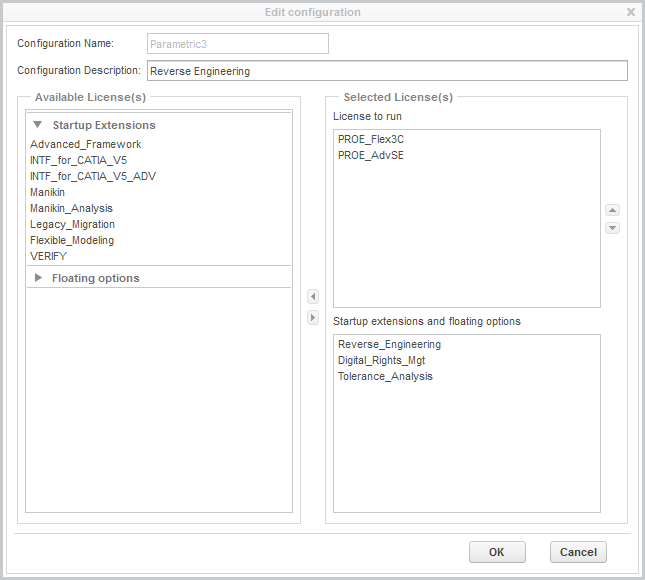 Edit configuration
Configuration Name: Parametric3
Configuration Description: Reverse Engineering
Available License(s)
Startup Extensions
Advanced_Framework
INTF_for_CATIA_V5
INTF_for_CATIA_V5_ADV
Manikin
Manikin_Analysis
Legacy_Migration
Flexible_Modeling
VERIFY
Floating options
Selected License(s)
License to run
PROE_Flex3C
PROE_AdvSE
Startup extensions and floating options
Reverse_Engineering
Digital_Rights_Mgt
Tolerance_Analysis
OK Cancel